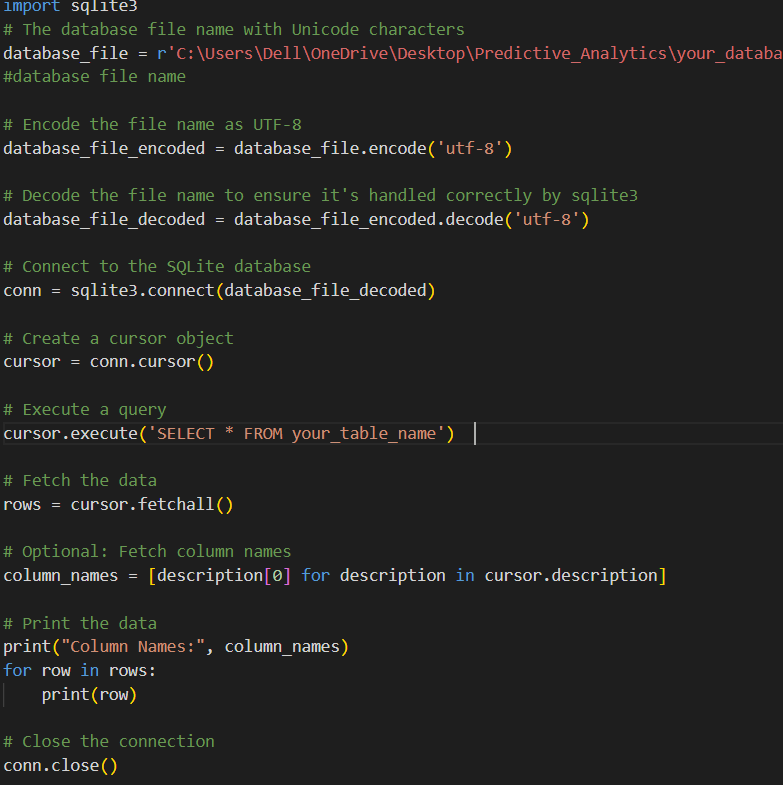 import sqlite3
# The database file name with Unicode characters
database_file = r'C:\Users\Dell\OneDrive\Desktop\Predictive_Analytics\your_databa
#database file name
# Encode the file name as UTF-8
database_file_encoded = database_file.encode('utf-8')
# Decode the file name to ensure it's handled correctly by sqlite3
database_file_decoded = database_file_encoded.decode('utf-8')
# Connect to the SQLite database
conn = sqlite3.connect(database_file_decoded)
# Create a cursor object
cursor = conn.cursor()
# Execute a query
cursor.execute('SELECT * FROM your_table_name')
# Fetch the data
rows = cursor.fetchall()
# Optional: Fetch column names
column_names = [description[0] for description in cursor.description]
# Print the data
print("Column Names:", column_names)
for row in rows:
    print(row)
# Close the connection
conn.close()